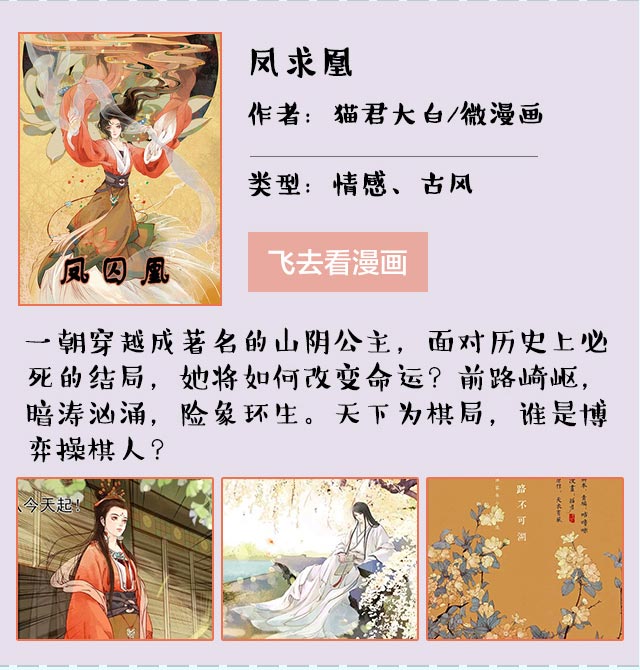 凤求凰
作者：猫君大白/微漫画
类型：情感、古风
飞去看漫画
凤囚凰
一朝穿越成著名的山阴公主，面对历史上必
死的结局，她将如何改变命运？前路崎岖，
暗涛汹涌，险象环生。天下为棋局，谁是博
弈操棋人？
今天起！
路不可溯